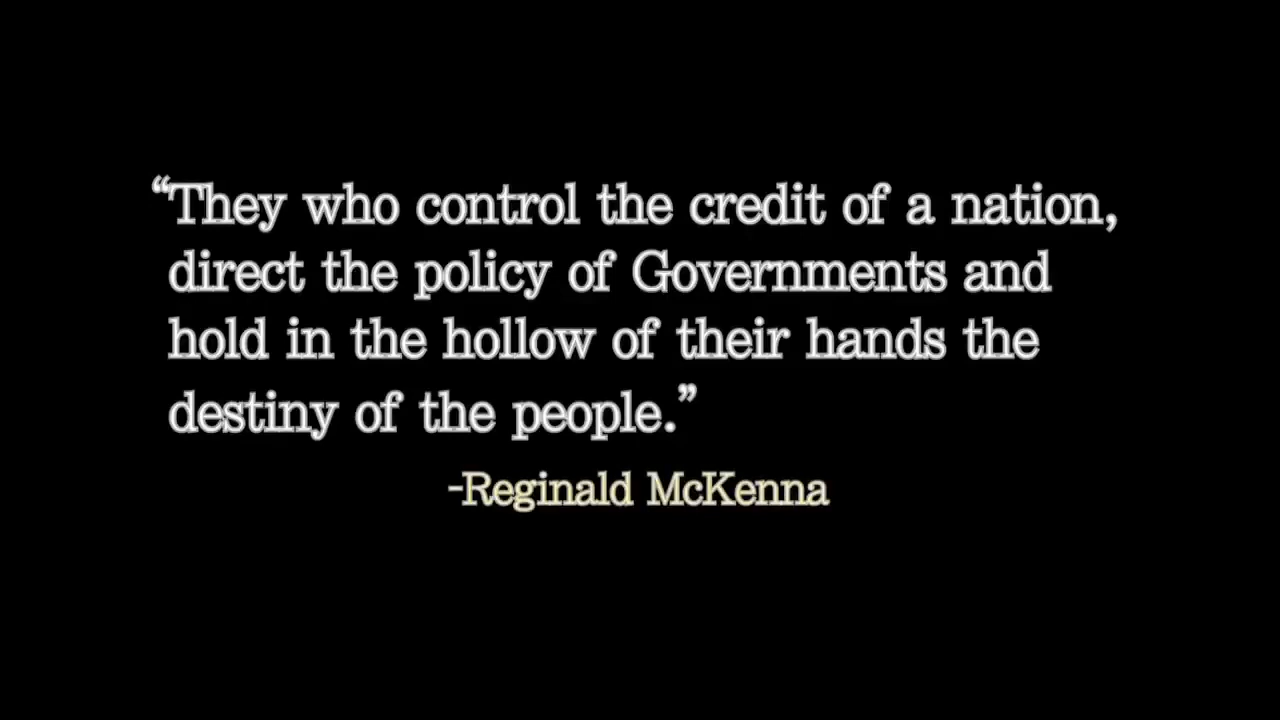 “They who control the credit of a nation,
direct the policy of Governments and
hold in the hollow of their hands the
destiny of the people.”
-Reginald McKenna